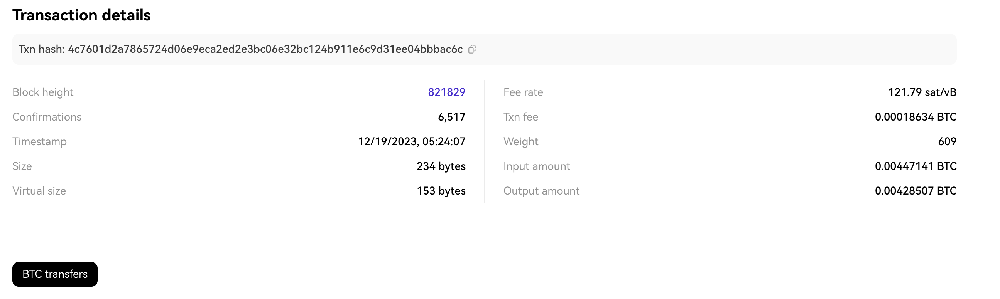 Transaction details
Txn hash: 4c7601d2a7865724d06e9eca2ed2e3bc06e32bc124b911e6c9d31ee04bbbac6c
Block height 821829
Confirmations 6,517
Timestamp 12/19/2023, 05:24:07
Size 234 bytes
Virtual size 153 bytes
Fee rate 121.79 sat/vB
Txn fee 0.00018634 BTC
Weight 609
Input amount 0.00447141 BTC
Output amount 0.00428507 BTC
BTC transfers